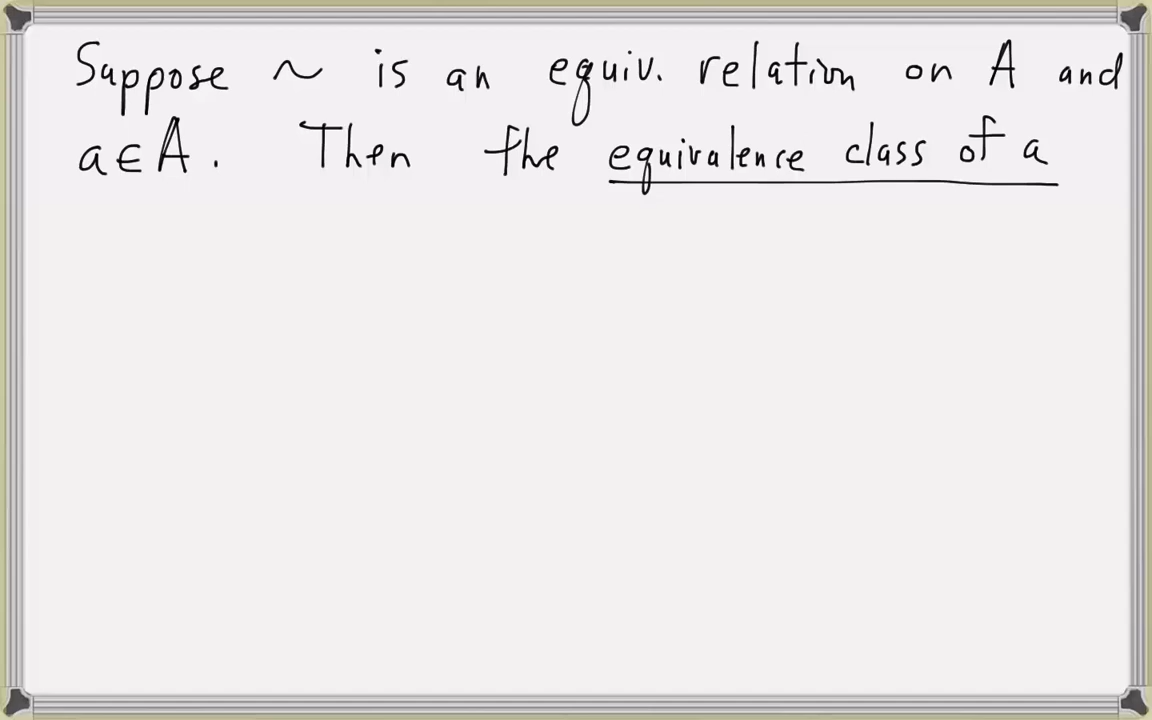 Suppose ~ is an equiv. relation on A and
a∈A. Then the equivalence class of a